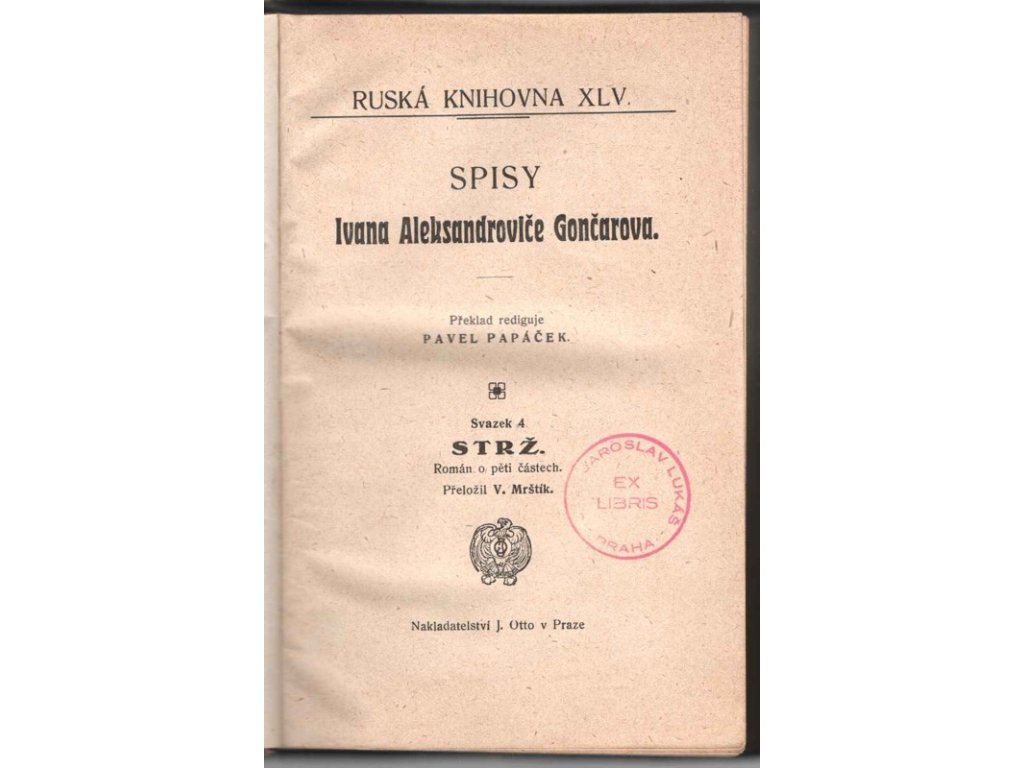 RUSKÁ KNIHOVNA XLV.
SPISY
Ivana Aleksandroviče Gončarova.
Překlad rediguje
PAVEL PAPÁČEK.
Svazek 4
STRŽ.
Román o pěti částech.
Přeložil V. Mrštík.
JAROSLAV LUKÁŠ
EX
LIBRIS
- PRAHA -
Nakladatelství J. Otto v Praze